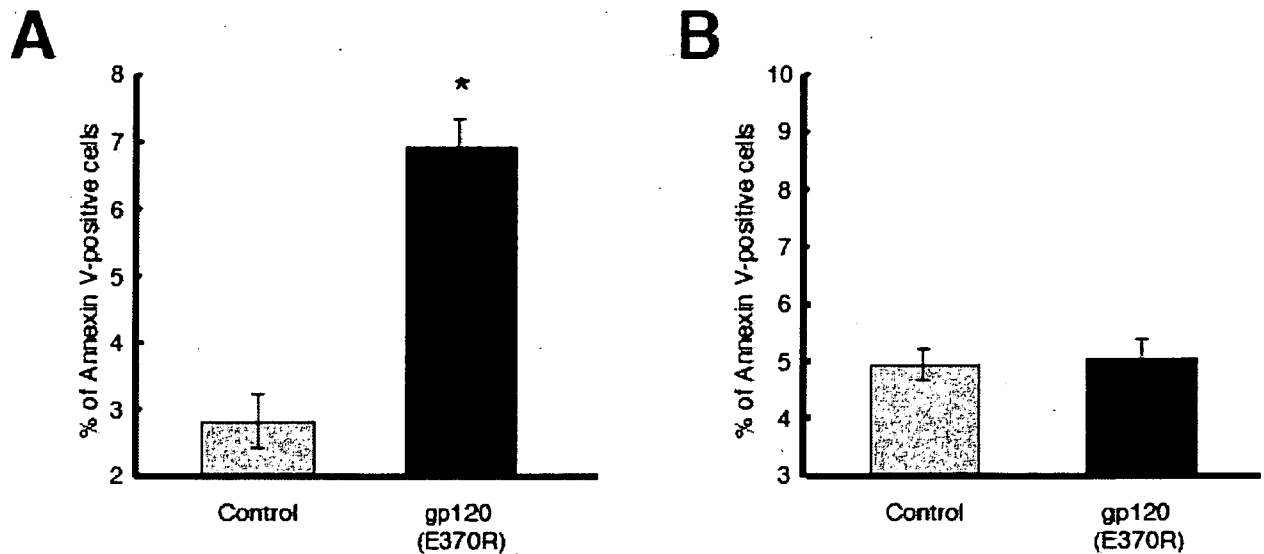 A
% of Annexin V-positive cells
8
7
6
5
4
3
2
*
Control
gp120
(E370R)
B
% of Annexin V-positive cells
10
9
8
7
6
5
4
3
Control
gp120
(E370R)